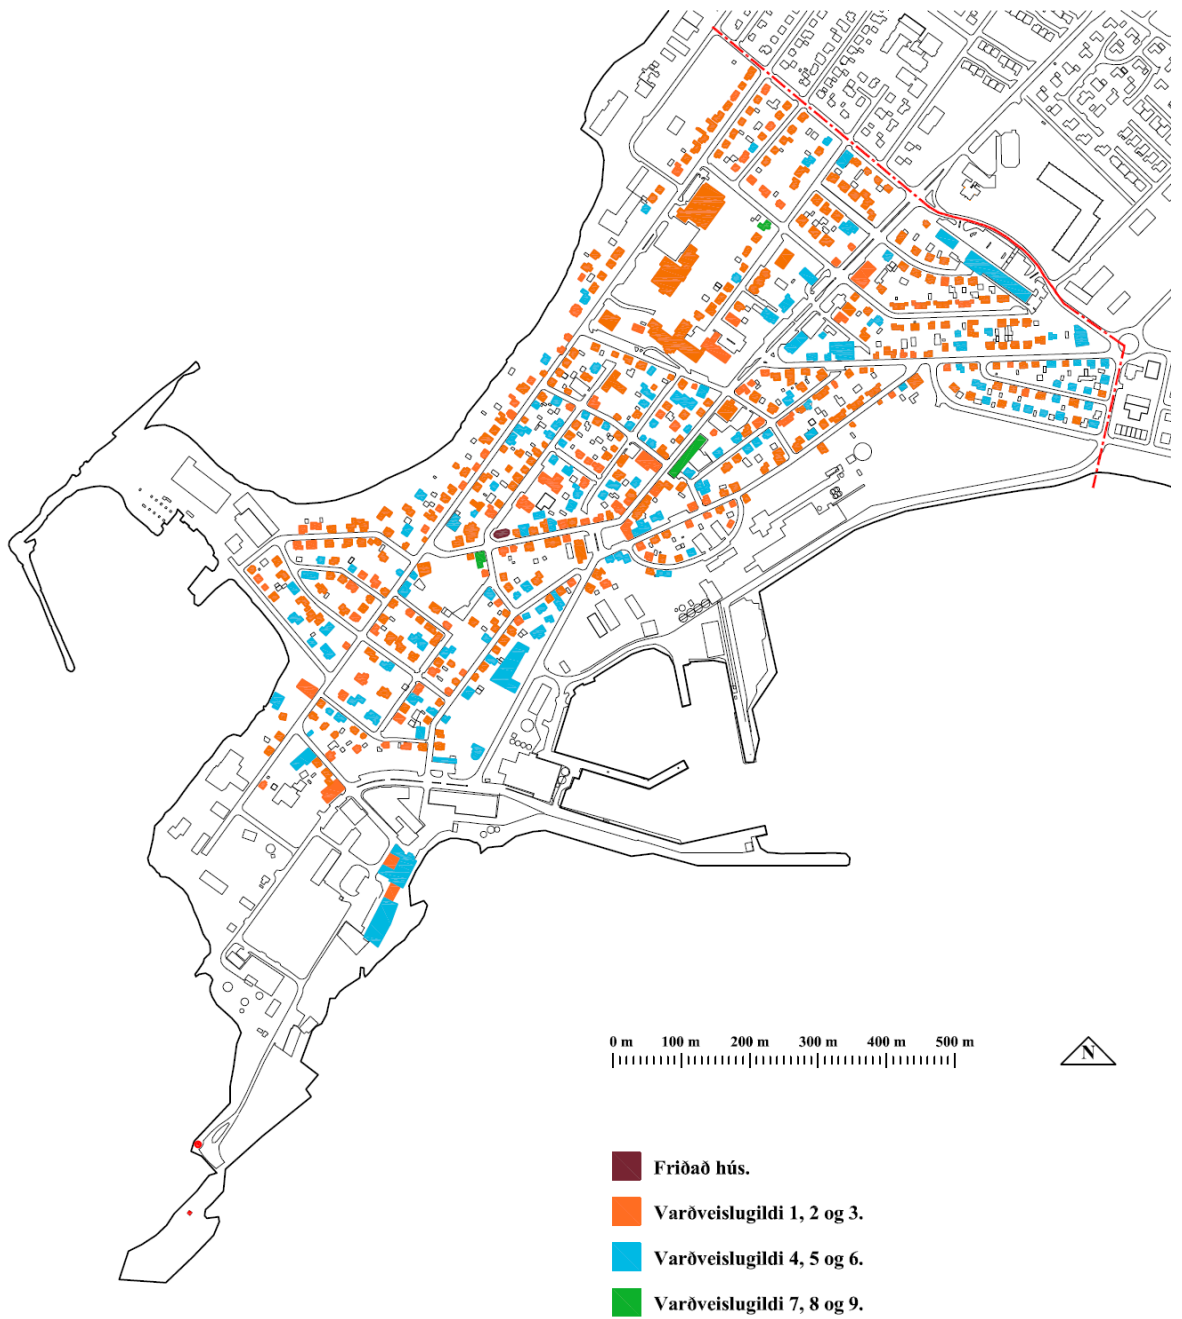 0 m 100 m 200 m 300 m 400 m 500 m
N
Friðað hús.
Varðveislugildi 1, 2 og 3.
Varðveislugildi 4, 5 og 6.
Varðveislugildi 7, 8 og 9.